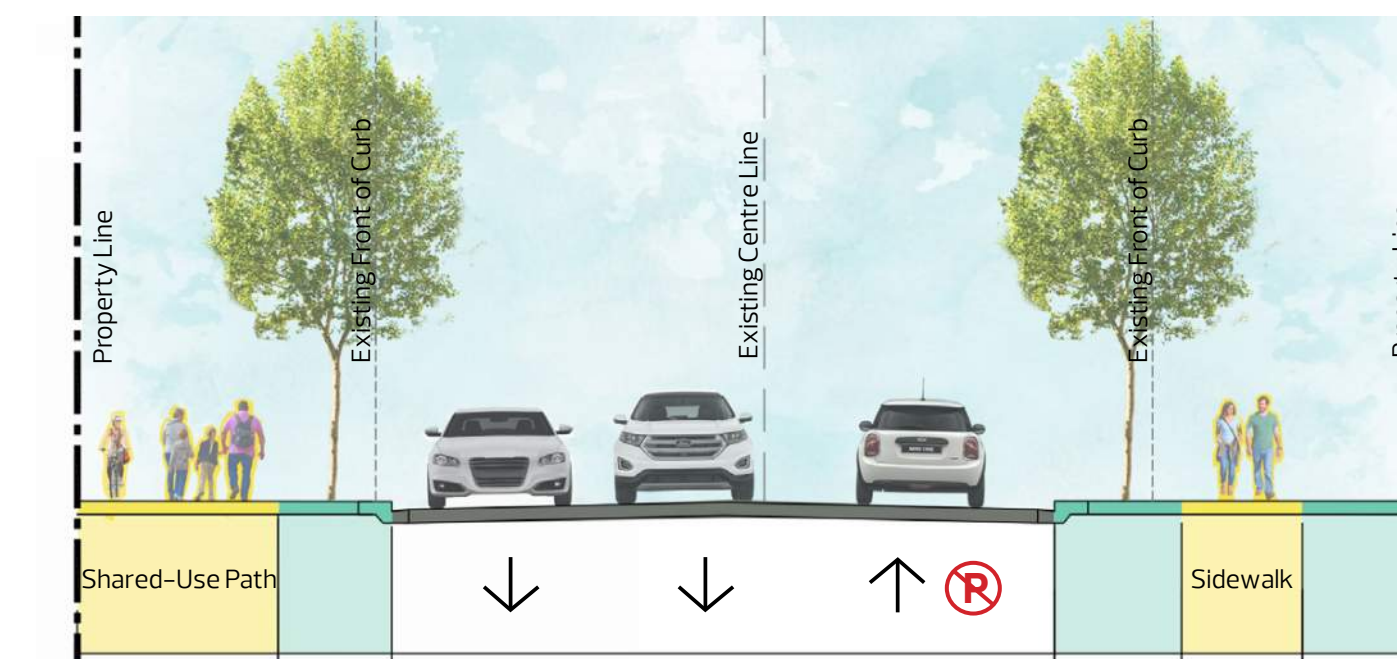 Property Line
Existing Front of Curb
Existing Centre Line
Existing Front of Curb
Shared-Use Path
P
Sidewalk